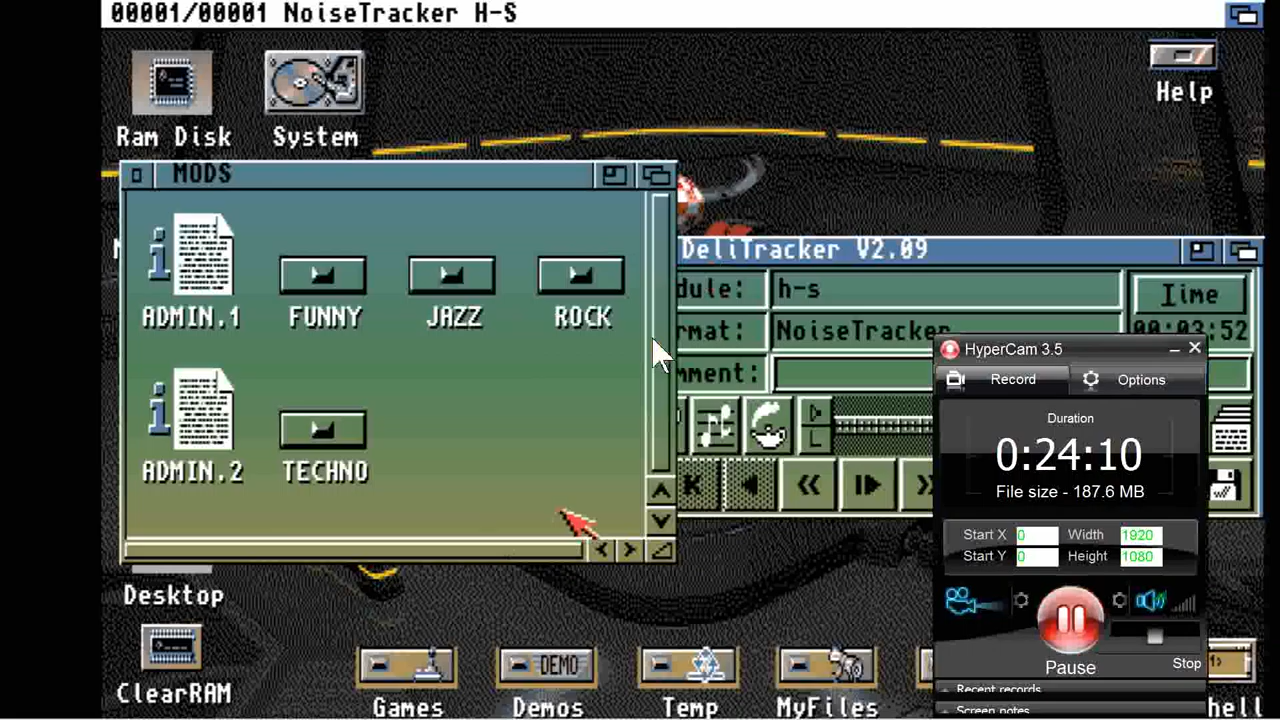 00001/00001 NoiseTracker H-S
Ram Disk
System
Help
MODS
ADMIN.1
FUNNY
JAZZ
ROCK
ADMIN.2
TECHNO
DeliTracker V2.09
dule:
h-s
Time
rmat:
NoiseTracker
00:03:52
mment:
HyperCam 3.5
Record
Options
Duration
0:24:10
File size - 187.6 MB
Start X 0 Width 1920
Start Y 0 Height 1080
Pause
Stop
Recent records
Screen notes
Desktop
ClearRAM
Games
DEMO
Demos
Temp
MyFiles
hell